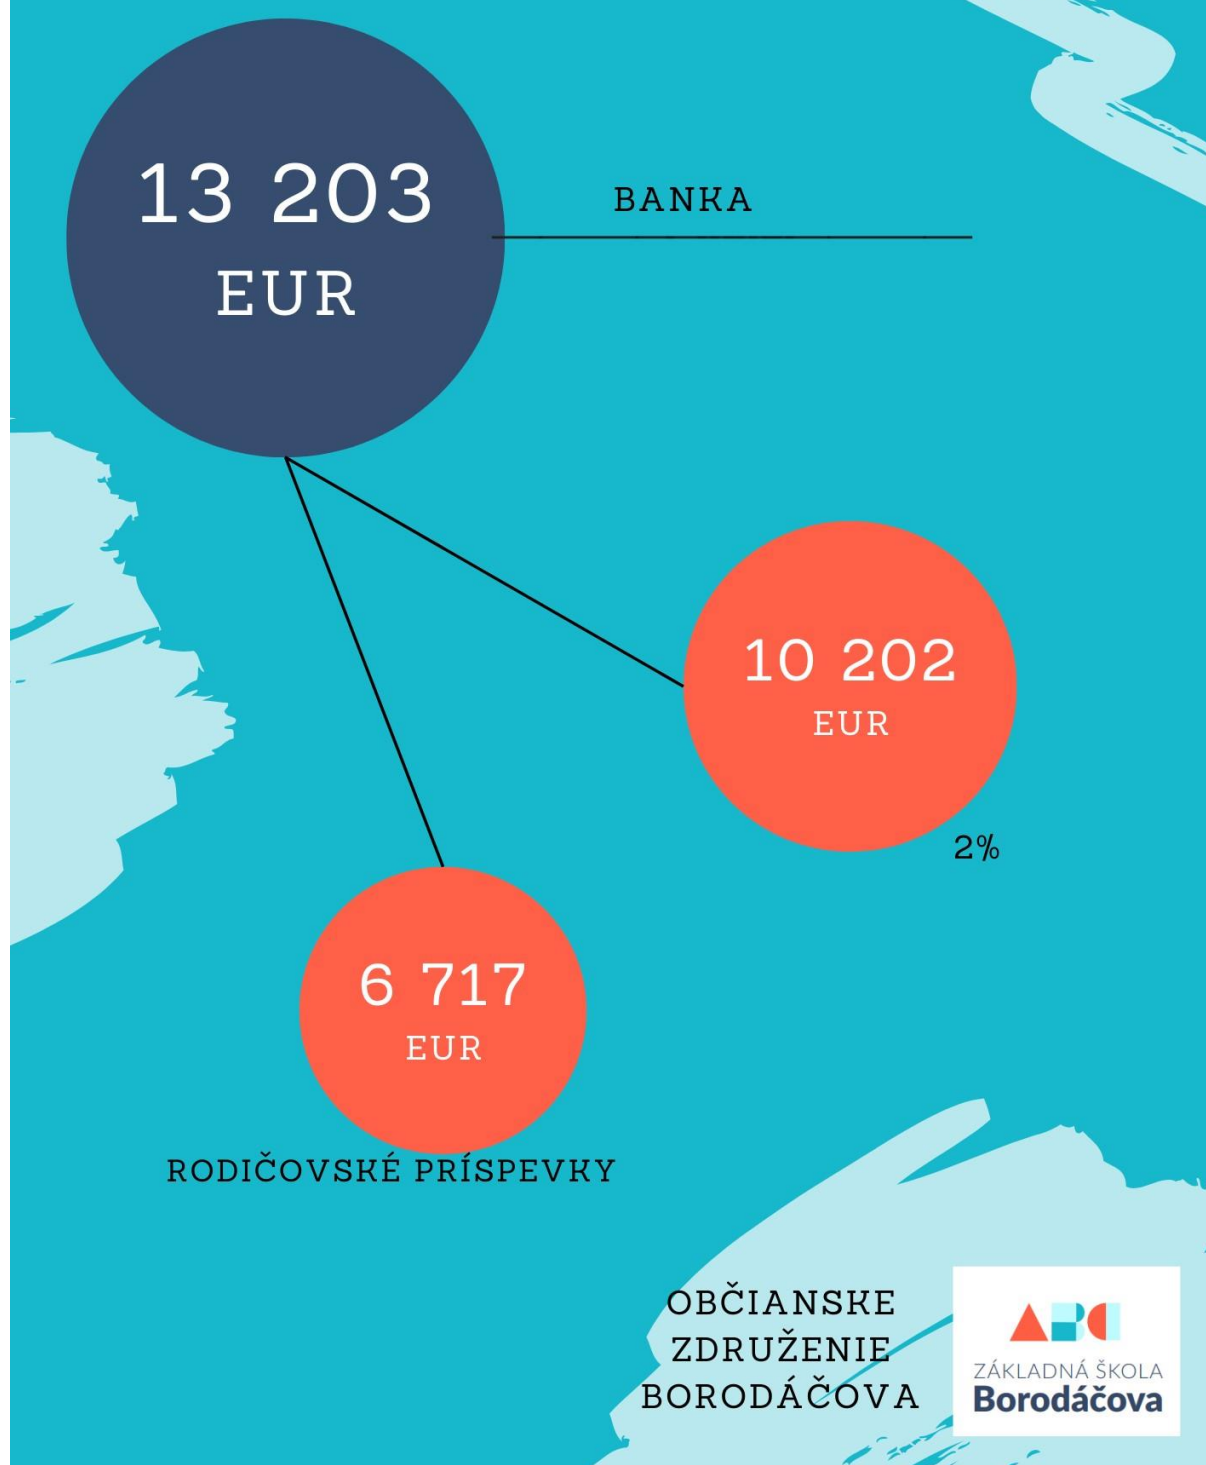 13 203
EUR
BANKA
10 202
EUR
2%
6 717
EUR
RODIČOVSKÉ PRÍSPEVKY
OBČIANSKE
ZDRUŽENIE
BORODÁČOVA
ABC
ZÁKLADNÁ ŠKOLA
Borodáčova